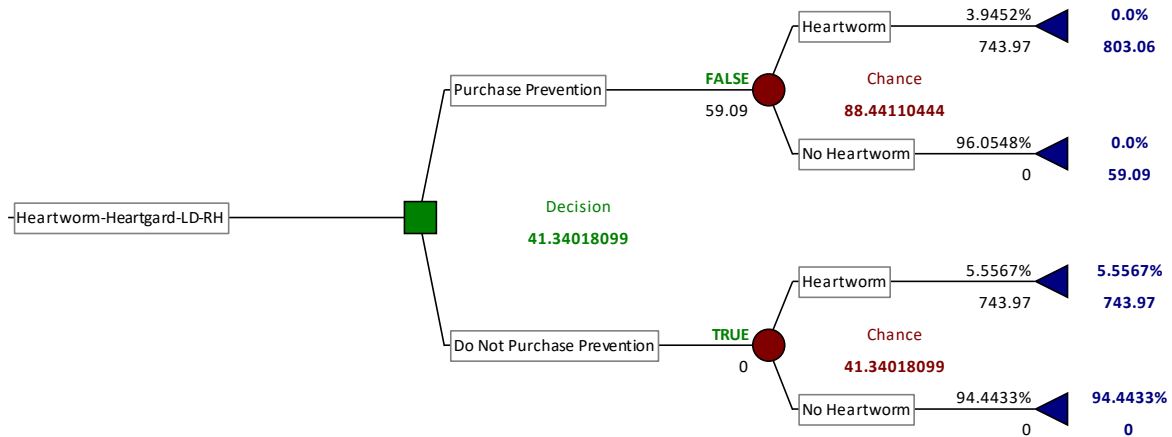 Heartworm
3.9452%
0.0%
743.97
803.06
Purchase Prevention
FALSE
Chance
59.09
88.44110444
No Heartworm
96.0548%
0.0%
0
59.09
Heartworm-Heartgard-LD-RH
Decision
41.34018099
Heartworm
5.5567%
5.5567%
743.97
743.97
Do Not Purchase Prevention
TRUE
Chance
0
41.34018099
No Heartworm
94.4433%
94.4433%
0
0